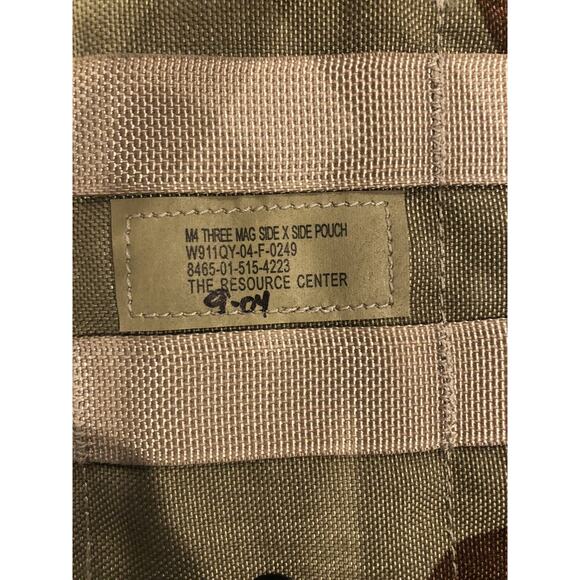 M4 THREE MAG SIDE X SIDE POUCH
W911QY-04-F-0249
8465-01-515-4223
THE RESOURCE CENTER
9-04